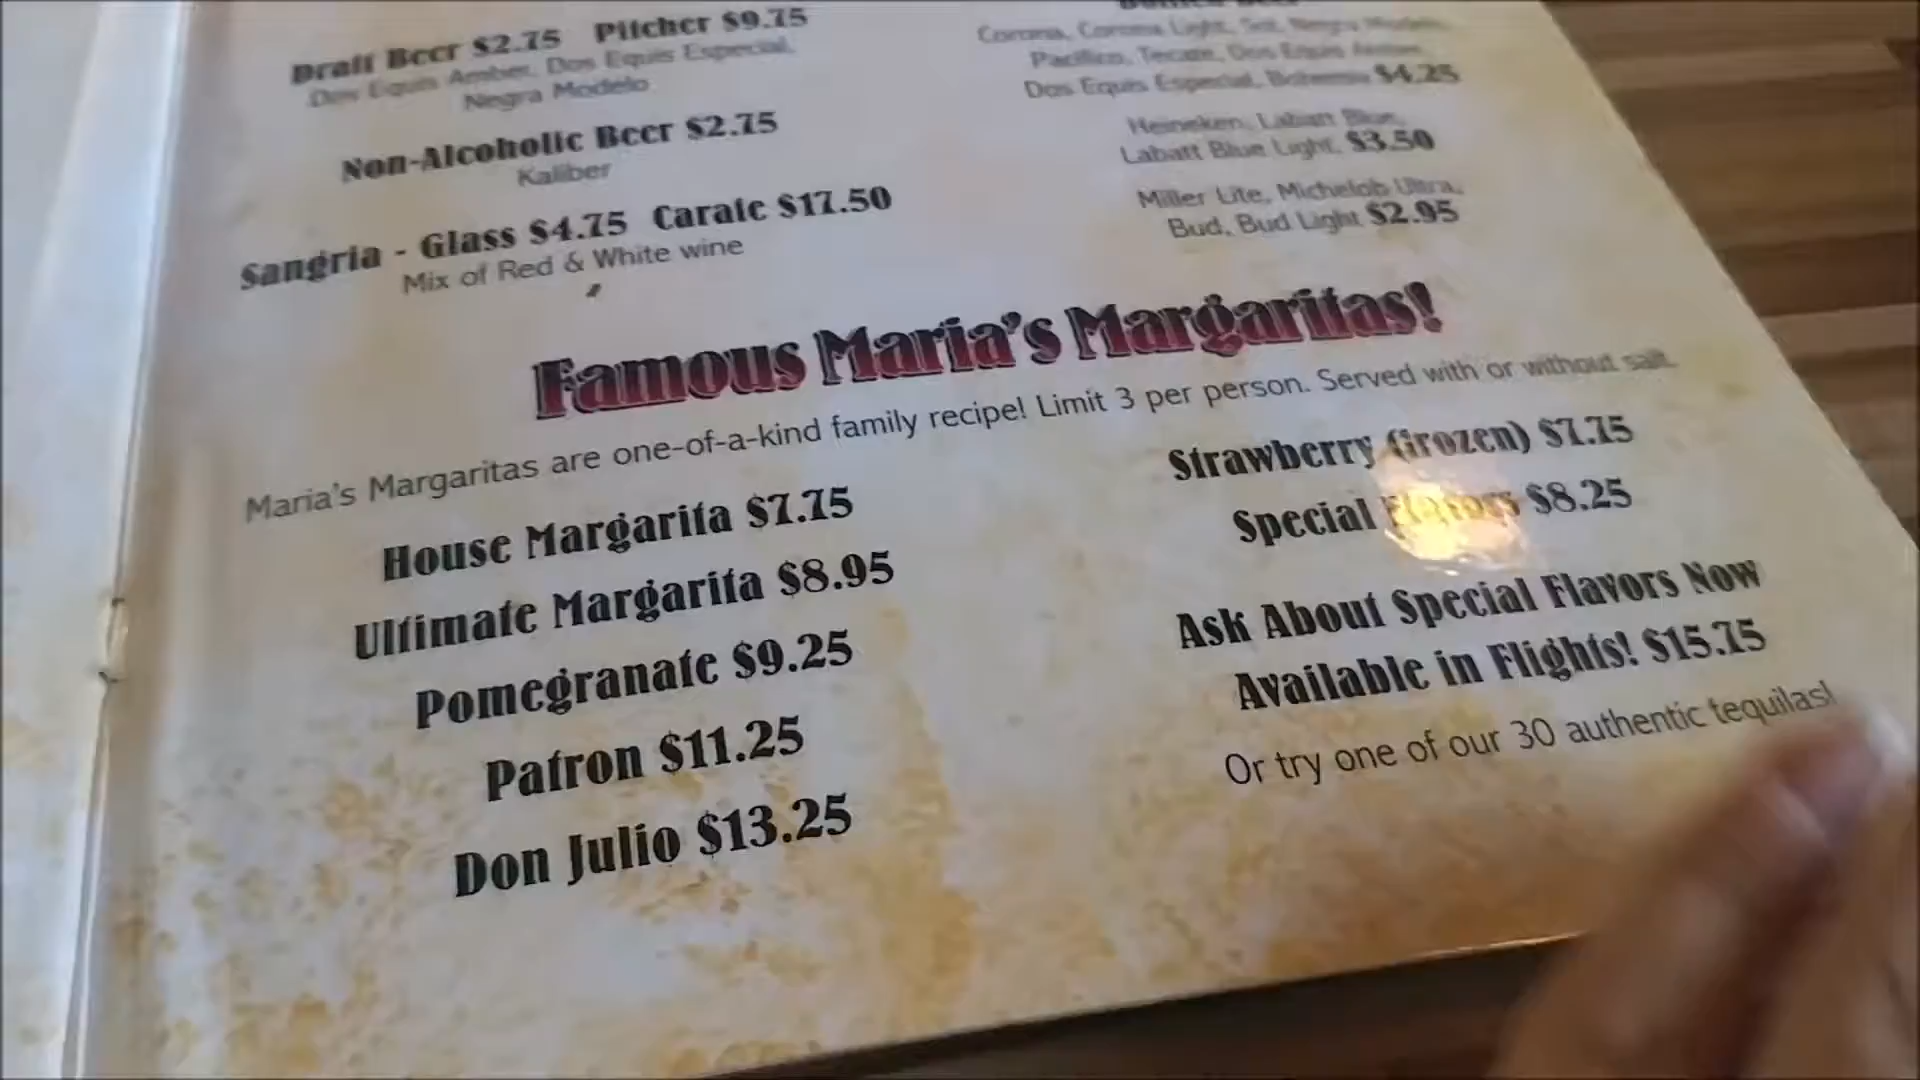 Draft Beer $2.75 Pitcher $9.75
Dos Equis Amber, Dos Equis Especial,
Negra Modelo
Non-Alcoholic Beer $2.75
Kaliber
Sangria - Glass $4.75 Carafe $17.50
Mix of Red & White wine
Corona, Corona Light, Sol, Negra Modelo,
Pacifico, Tecate, Dos Equis Amber,
Dos Equis Especial, Bohemia $4.25
Heineken, Labatt Blue,
Labatt Blue Light, $3.50
Miller Lite, Michelob Ultra,
Bud, Bud Light $2.95
Famous Maria's Margaritas!
Maria's Margaritas are one-of-a-kind family recipe! Limit 3 per person. Served with or without salt.
House Margarita $7.75
Ultimate Margarita $8.95
Pomegranate $9.25
Patron $11.25
Don Julio $13.25
Strawberry (frozen) $7.75
Special Flavors $8.25
Ask About Special Flavors Now
Available in Flights! $15.75
Or try one of our 30 authentic tequilas!